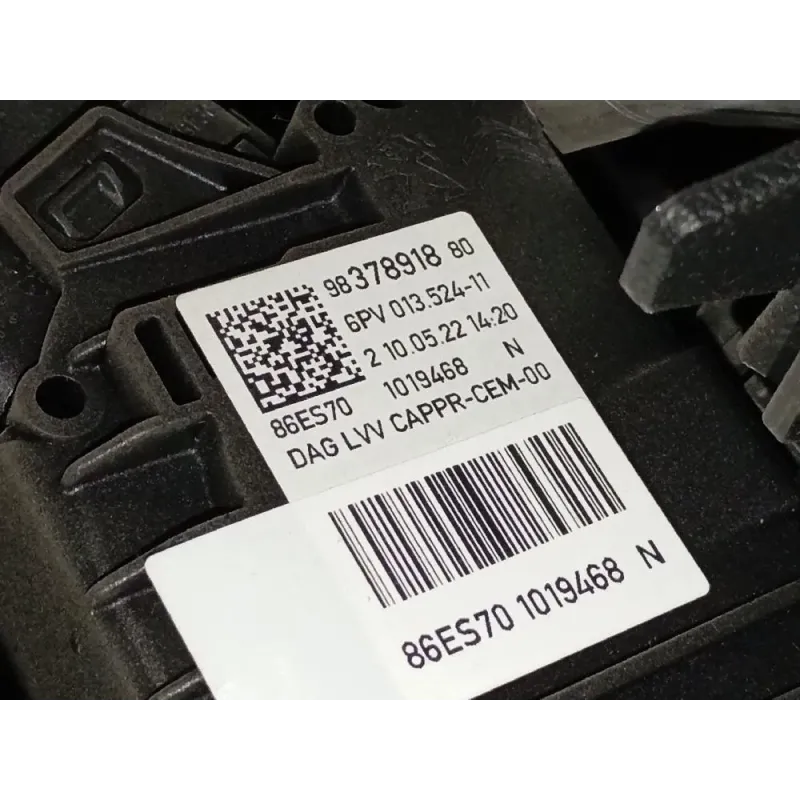 98378918 80
6PV 013.524-11
2 10.05.22 14:20
86ES70 1019468 N
DAG LVV CAPPR-CEM-00
86ES70 1019468 N